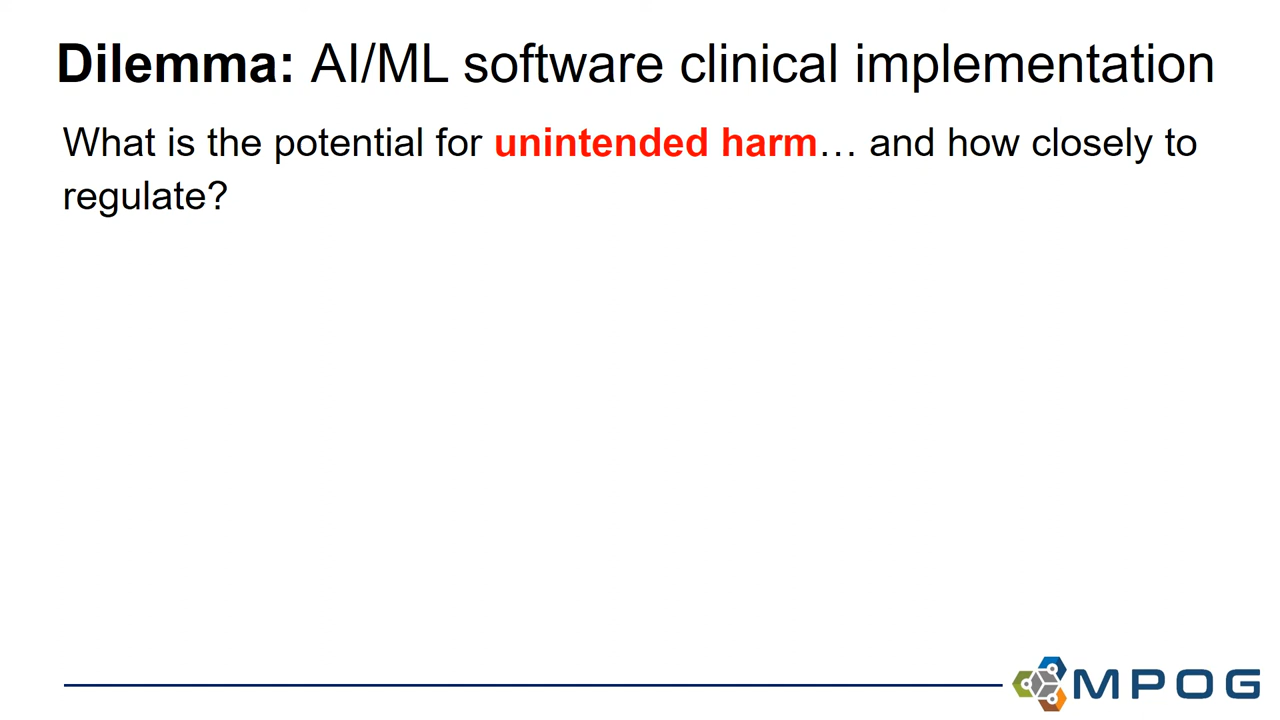 Dilemma: AI/ML software clinical implementation
What is the potential for unintended harm… and how closely to
regulate?
MPOG